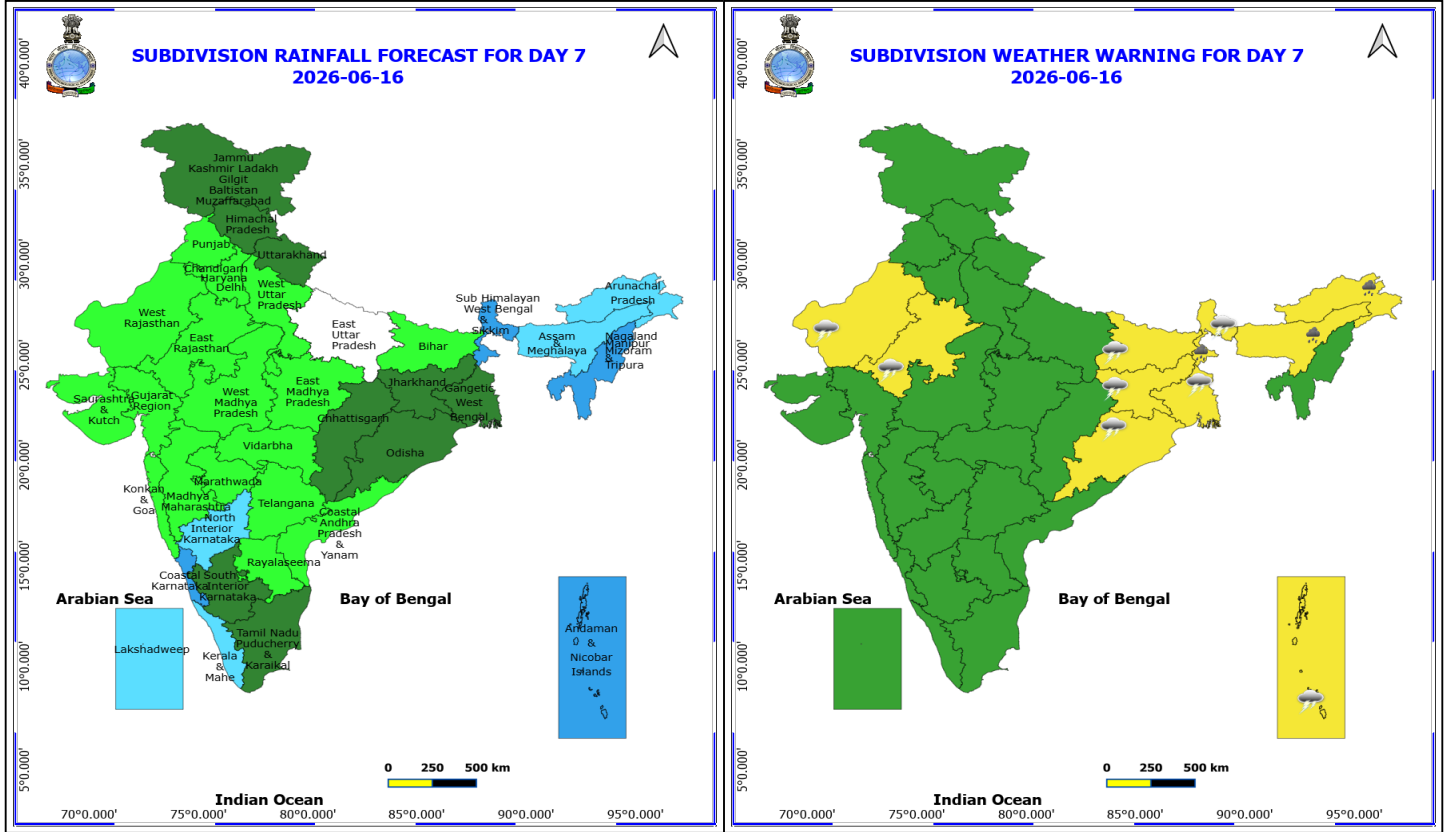 SUBDIVISION RAINFALL FORECAST FOR DAY 7
2026-06-16
40°0.000'
35°0.000'
30°0.000'
25°0.000'
20°0.000'
15°0.000'
10°0.000'
5°0.000'
Jammu
Kashmir Ladakh
Gilgit
Baltistan
Muzaffarabad
Himachal
Pradesh
Punjab
Uttarakhand
Chandigarh
Haryana
Delhi
West
Uttar
Pradesh
West
Rajasthan
East
Rajasthan
East
Uttar
Pradesh
Bihar
Sub Himalayan
West Bengal
&
Sikkim
Arunachal
Pradesh
Assam
&
Meghalaya
Nagaland
Manipur
Mizoram
&
Tripura
Saurashtra
&
Kutch
Gujarat
Region
West
Madhya
Pradesh
East
Madhya
Pradesh
Jharkhand
Gangetic
West
Bengal
Chhattisgarh
Odisha
Vidarbha
Konkan
&
Goa
Madhya
Maharashtra
Marathwada
Telangana
North
Interior
Karnataka
Coastal
Andhra
Pradesh
&
Yanam
Rayalaseema
Coastal
Karnataka
South
Interior
Karnataka
Arabian Sea
Bay of Bengal
Lakshadweep
Kerala
&
Mahe
Tamil Nadu
Puducherry
&
Karaikal
Andaman
&
Nicobar
Islands
0 250 500 km
Indian Ocean
70°0.000' 75°0.000' 80°0.000' 85°0.000' 90°0.000' 95°0.000'
SUBDIVISION WEATHER WARNING FOR DAY 7
2026-06-16
40°0.000'
35°0.000'
30°0.000'
25°0.000'
20°0.000'
15°0.000'
10°0.000'
5°0.000'
Arabian Sea
Bay of Bengal
0 250 500 km
Indian Ocean
70°0.000' 75°0.000' 80°0.000' 85°0.000' 90°0.000' 95°0.000'